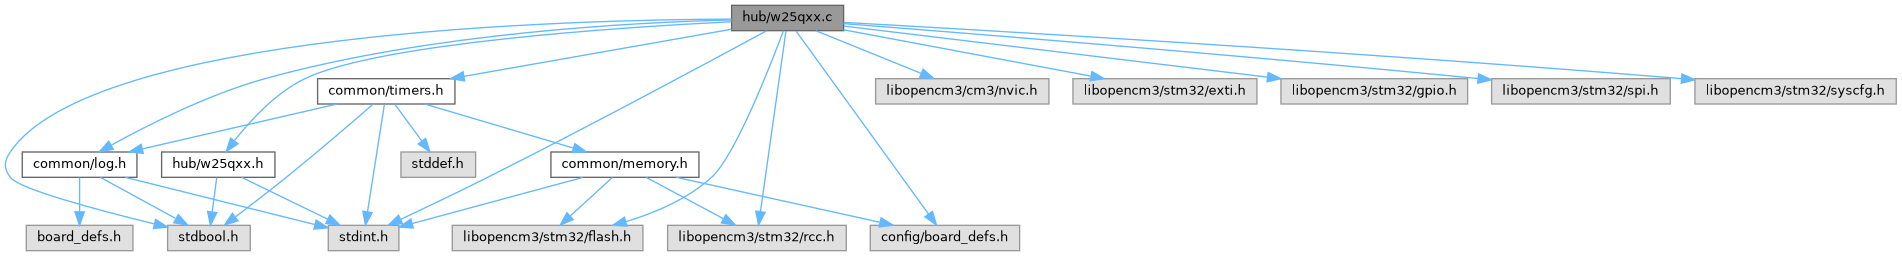 hub/w25qxx.c
common/timers.h
libopencm3/cm3/nvic.h
libopencm3/stm32/exti.h
libopencm3/stm32/gpio.h
libopencm3/stm32/spi.h
libopencm3/stm32/syscfg.h
common/log.h
hub/w25qxx.h
stddef.h
common/memory.h
board_defs.h
stdbool.h
stdint.h
libopencm3/stm32/flash.h
libopencm3/stm32/rcc.h
config/board_defs.h